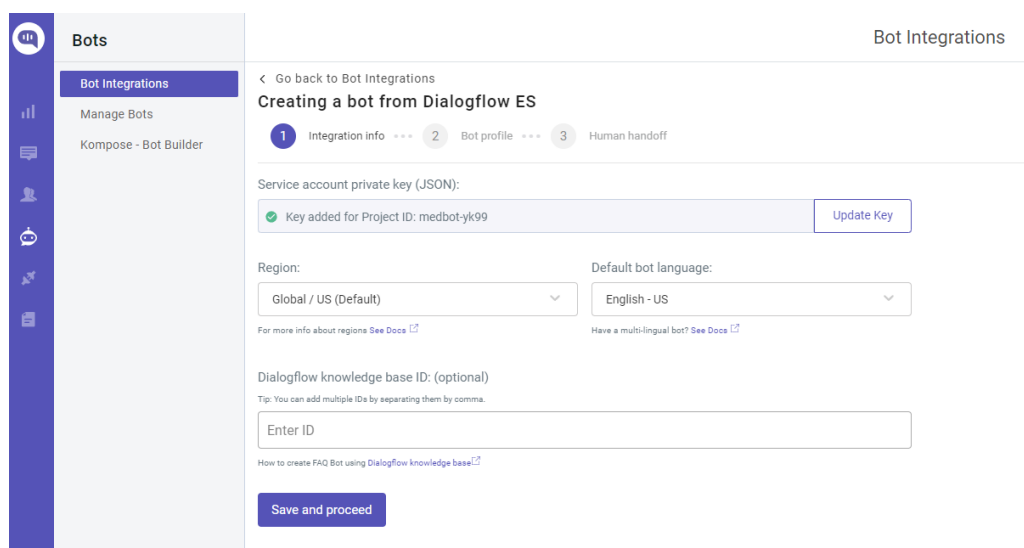 Bots
Bot Integrations
Manage Bots
Kompose - Bot Builder
Bot Integrations
Go back to Bot Integrations
Creating a bot from Dialogflow ES
1 Integration info 2 Bot profile 3 Human handoff
Service account private key (JSON):
Key added for Project ID: medbot-yk99 Update Key
Region: Default bot language:
Global / US (Default) English - US
For more info about regions See Docs Have a multi-lingual bot? See Docs
Dialogflow knowledge base ID: (optional)
Tip: You can add multiple IDs by separating them by comma.
Enter ID
How to create FAQ Bot using Dialogflow knowledge base
Save and proceed